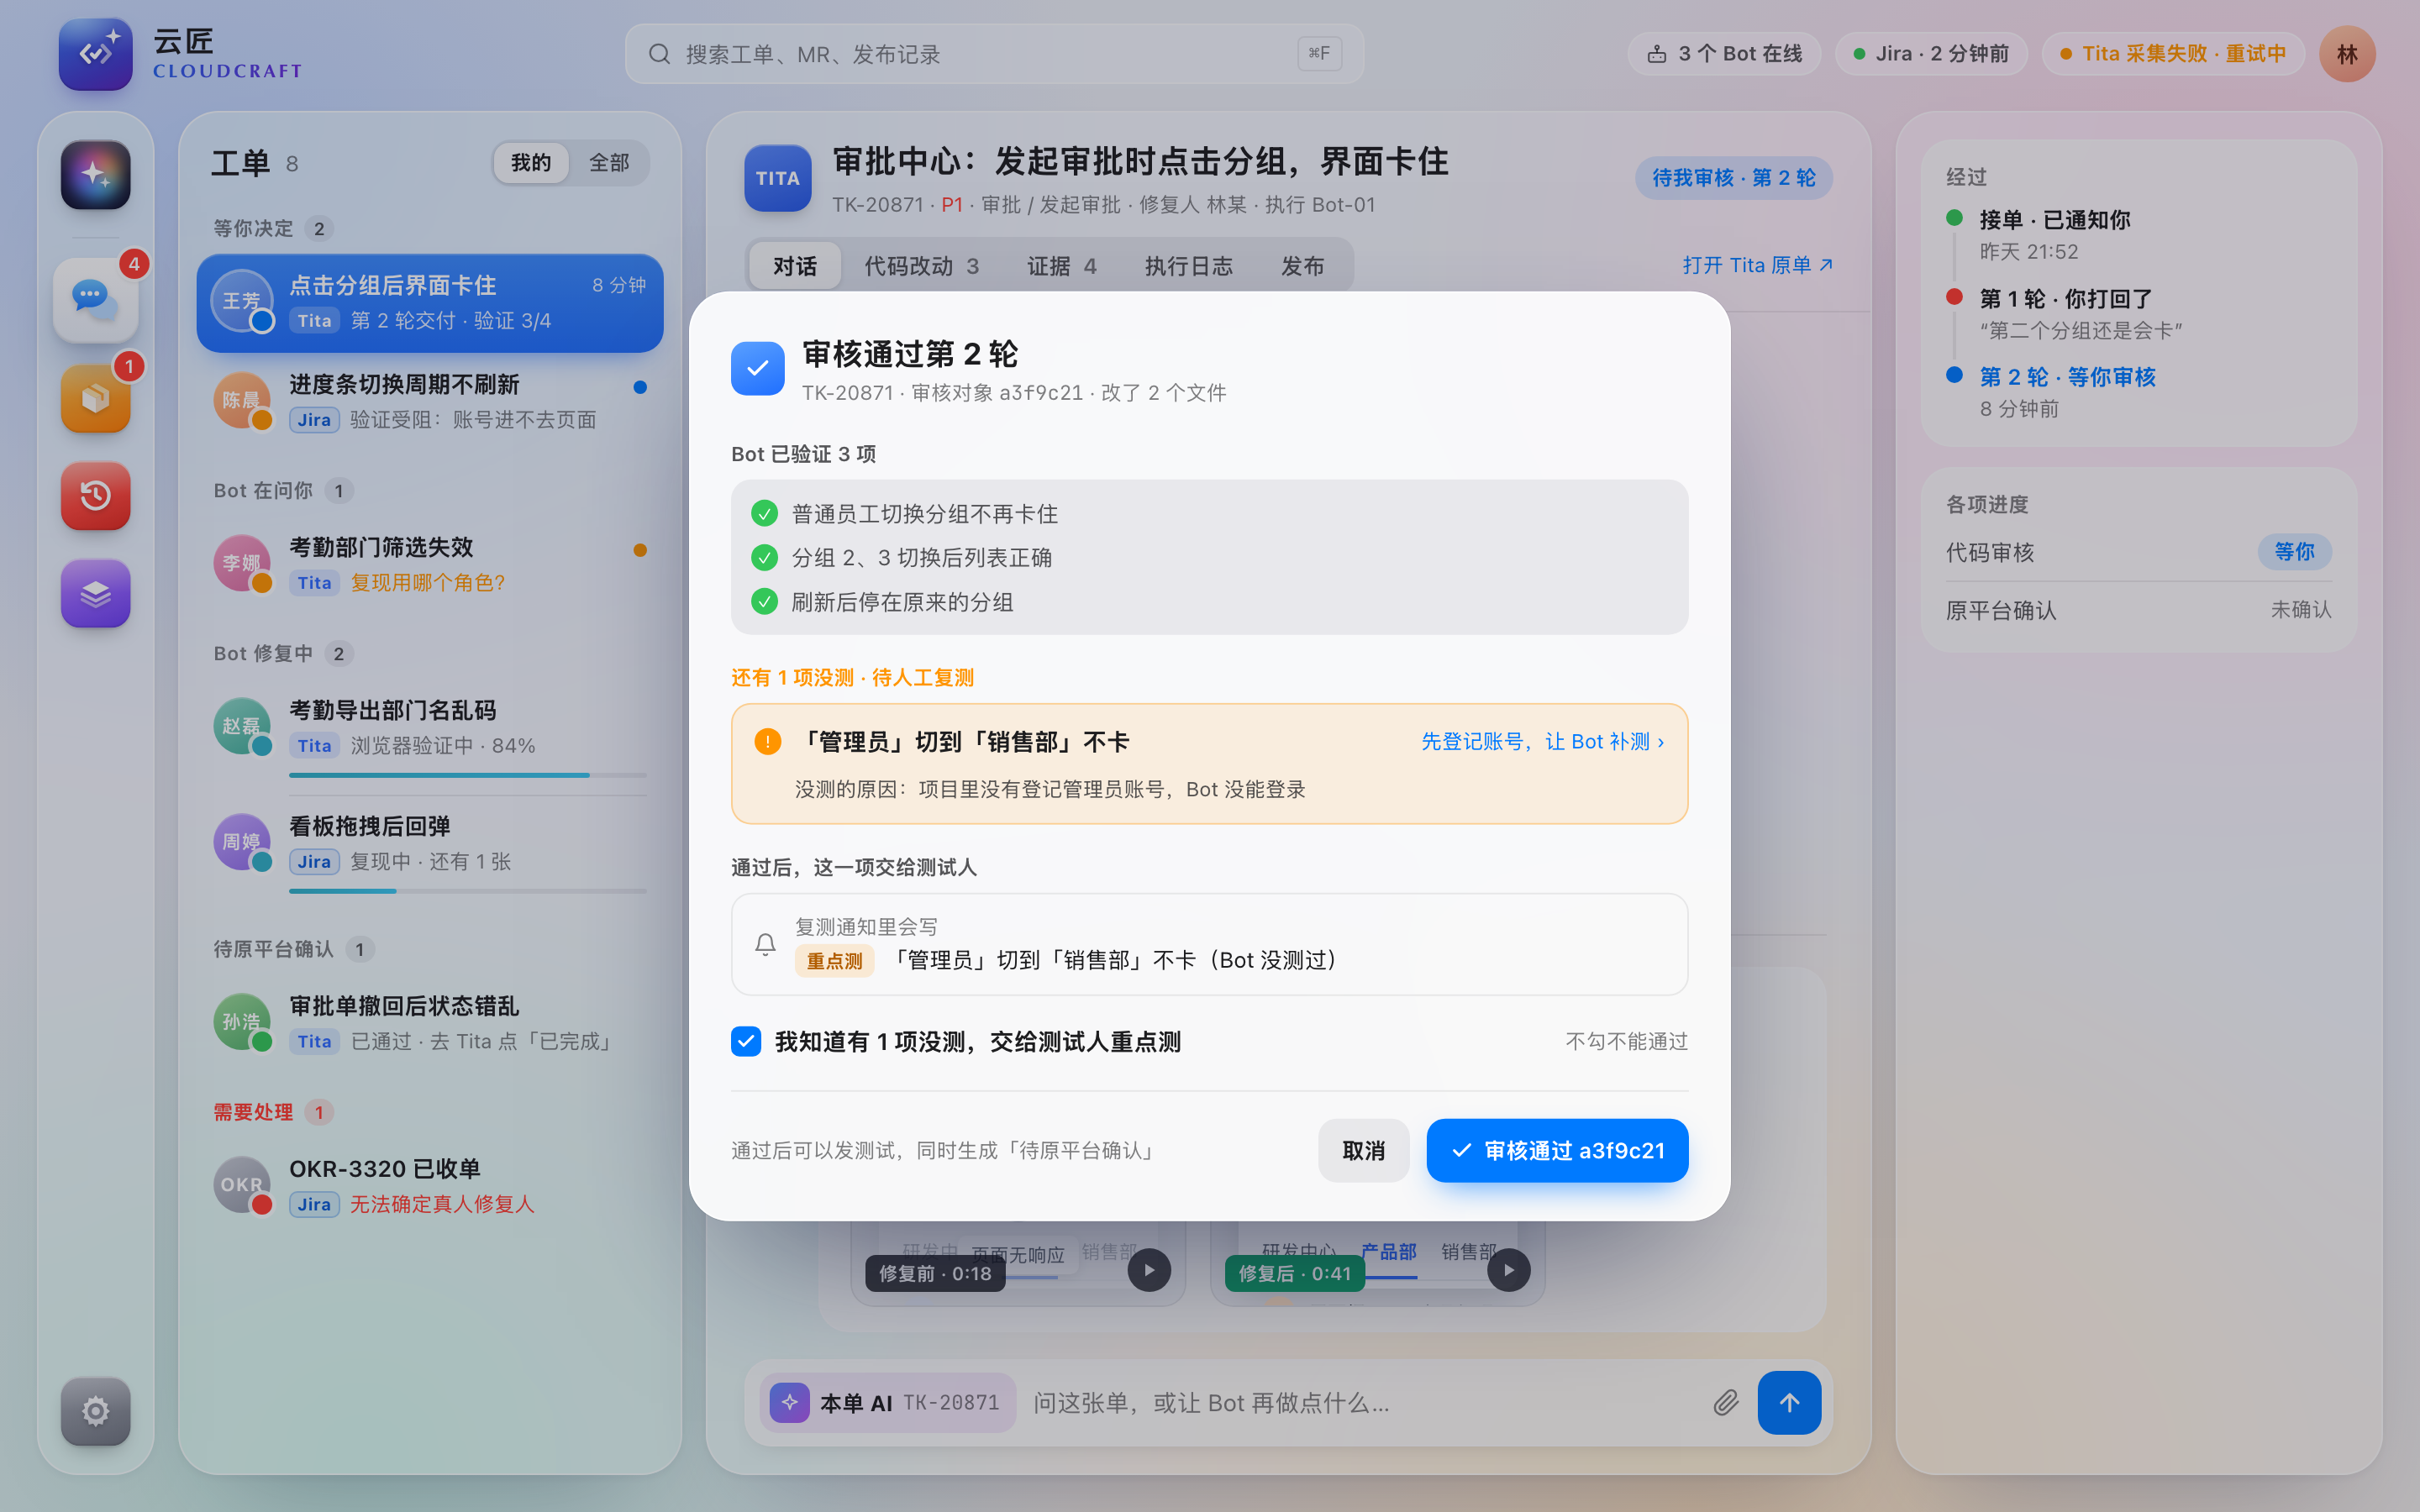 云匠
CLOUDCRAFT
搜索工单、MR、发布记录
⌘F
3 个 Bot 在线
Jira · 2 分钟前
Tita 采集失败 · 重试中
林
4
1
工单 8
我的
全部
等你决定 2
王芳
点击分组后界面卡住
8 分钟
Tita 第 2 轮交付 · 验证 3/4
陈晨
进度条切换周期不刷新
Jira 验证受阻：账号进不去页面
Bot 在问你 1
李娜
考勤部门筛选失效
Tita 复现用哪个角色?
Bot 修复中 2
赵磊
考勤导出部门名乱码
Tita 浏览器验证中 · 84%
周婷
看板拖拽后回弹
Jira 复现中 · 还有 1 张
待原平台确认 1
孙浩
审批单撤回后状态错乱
Tita 已通过 · 去 Tita 点「已完成」
需要处理 1
OKR
OKR-3320 已收单
Jira 无法确定真人修复人
TITA
审批中心：发起审批时点击分组，界面卡住
TK-20871 · P1 · 审批 / 发起审批 · 修复人 林某 · 执行 Bot-01
待我审核 · 第 2 轮
对话
代码改动 3
证据 4
执行日志
发布
打开 Tita 原单 ↗
审核通过第 2 轮
TK-20871 · 审核对象 a3f9c21 · 改了 2 个文件
Bot 已验证 3 项
普通员工切换分组不再卡住
分组 2、3 切换后列表正确
刷新后停在原来的分组
还有 1 项没测 · 待人工复测
「管理员」切到「销售部」不卡
先登记账号，让 Bot 补测 ›
没测的原因：项目里没有登记管理员账号，Bot 没能登录
通过后，这一项交给测试人
复测通知里会写
重点测 「管理员」切到「销售部」不卡（Bot 没测过）
我知道有 1 项没测，交给测试人重点测
不勾不能通过
通过后可以发测试，同时生成「待原平台确认」
取消
审核通过 a3f9c21
研发中
页面无响应
销售部
修复前 · 0:18
研发中心
产品部
销售部
修复后 · 0:41
本单 AI TK-20871
问这张单，或让 Bot 再做点什么...
经过
接单 · 已通知你
昨天 21:52
第 1 轮 · 你打回了
“第二个分组还是会卡”
第 2 轮 · 等你审核
8 分钟前
各项进度
代码审核
等你
原平台确认
未确认